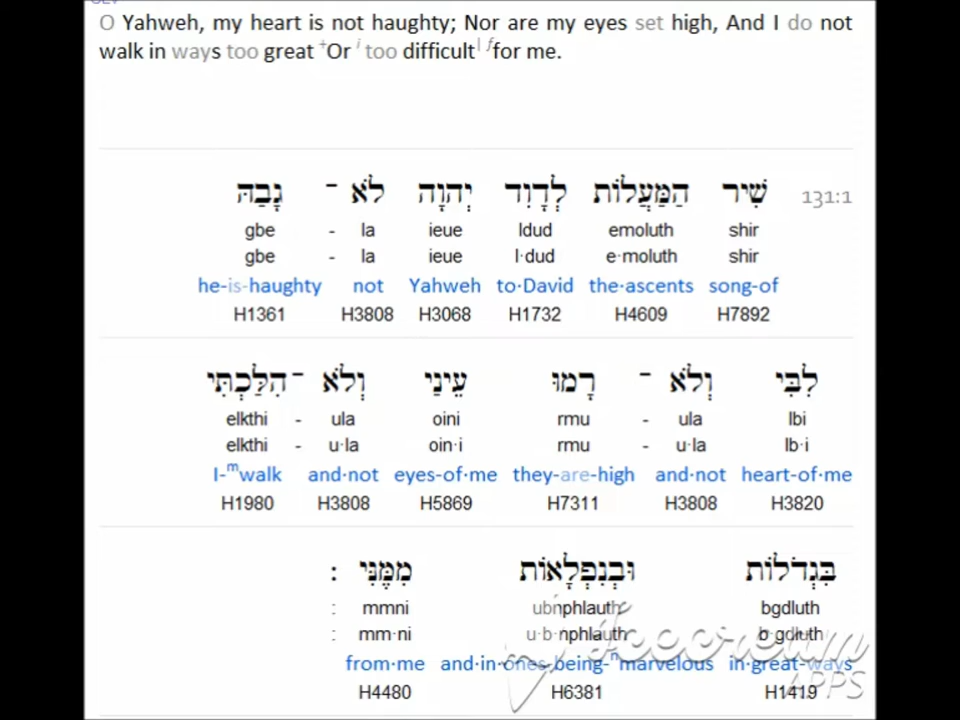 O Yahweh, my heart is not haughty; Nor are my eyes set high, And I do not
walk in ways too great +Or i too difficult| f for me.
שִׁיר הַמַּעֲלוֹת לְדָוִד יְהוָה לֹא ־ גָבַהּ 131:1
gbe - la ieue ldud emoluth shir
gbe - la ieue l·dud e·moluth shir
he-is-haughty not Yahweh to·David the·ascents song-of
H1361 H3808 H3068 H1732 H4609 H7892
לִבִּי וְלֹא ־ רָמוּ עֵינַי וְלֹא ־ הִלַּכְתִּי
elkthi - ula oini rmu - ula lbi
elkthi - u·la oin·i rmu - u·la lb·i
I-mwalk and·not eyes-of·me they-are-high and·not heart-of·me
H1980 H3808 H5869 H7311 H3808 H3820
בִּגְדֹלוֹת וּבְנִפְלָאוֹת מִמֶּנִּי :
: mmni ubnphlauth bgdluth
: mm·ni u·b·nphlauth b·gdluth
from·me and·in·ones-being-nmarvelous in·great-ways
H4480 H6381 H1419
APPS